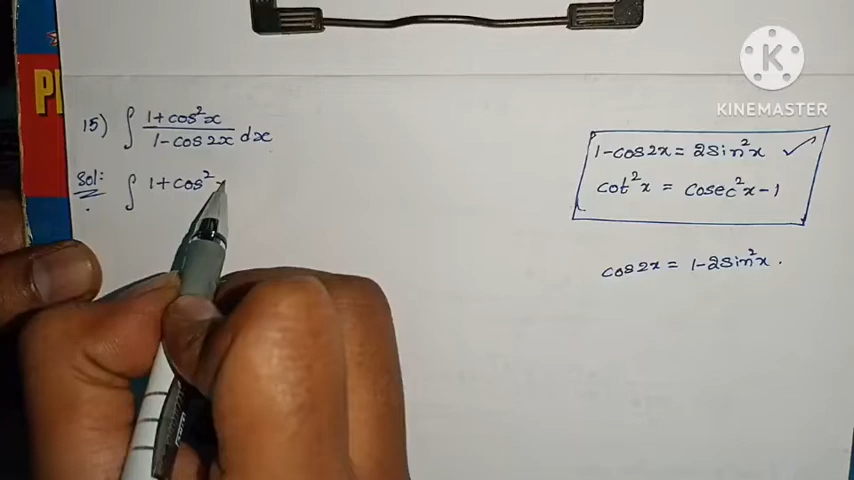 K
KINEMASTER
P
15) ∫ 1+cos²x / 1-cos2x dx
1-cos2x = 2sin²x ✓
cot²x = cosec²x-1
Sol: ∫ 1+cos²
cos2x = 1-2sin²x.